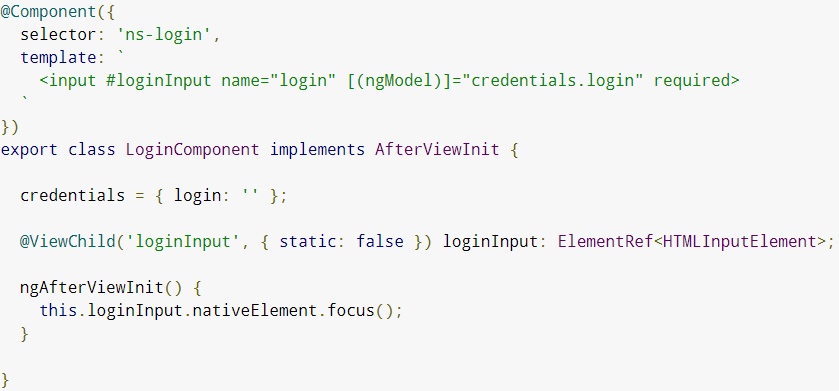 @Component({
  selector: 'ns-login',
  template: `
    <input #loginInput name="login" [(ngModel)]="credentials.login" required>
  `
})
export class LoginComponent implements AfterViewInit {

  credentials = { login: '' };

  @ViewChild('loginInput', { static: false }) loginInput: ElementRef<HTMLInputElement>;

  ngAfterViewInit() {
    this.loginInput.nativeElement.focus();
  }

}